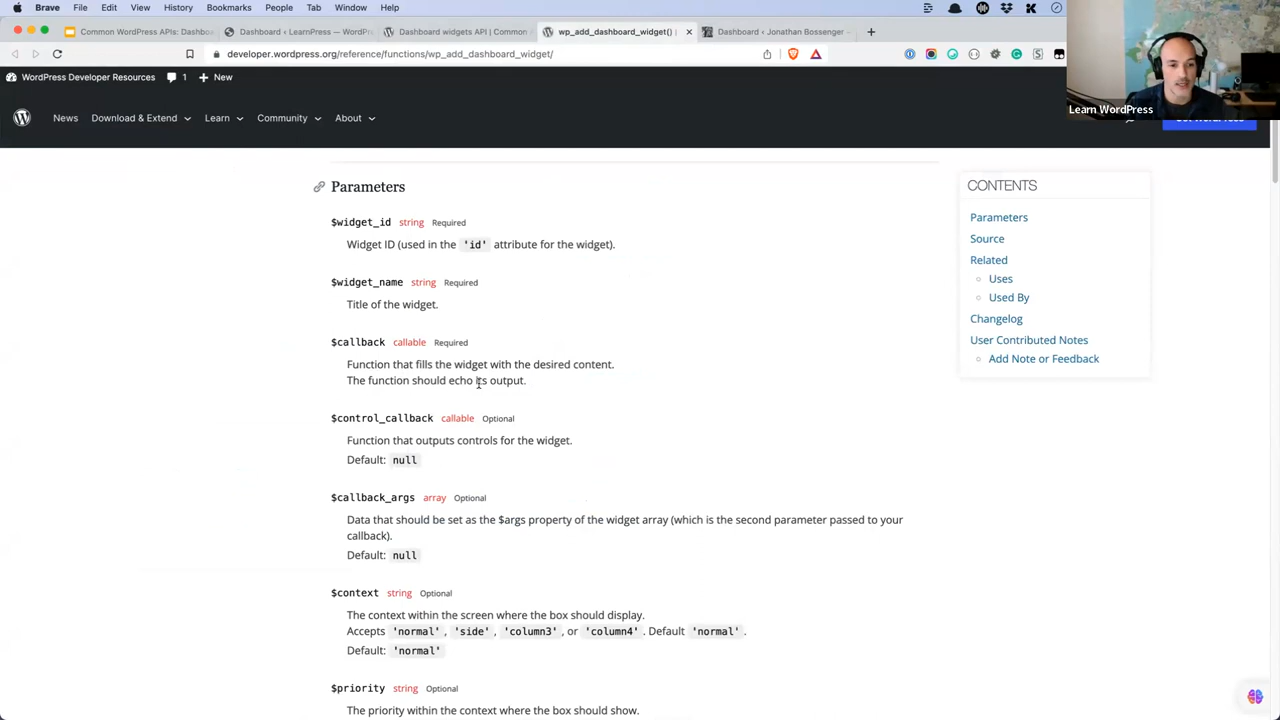 Brave File Edit View History Bookmarks People Tab Window Help
Common WordPress APIs: Dashbo
Dashboard ‹ LearnPress — WordPr
Dashboard widgets API | Common
wp_add_dashboard_widget() |
Dashboard ‹ Jonathan Bossenger -
developer.wordpress.org/reference/functions/wp_add_dashboard_widget/
WordPress Developer Resources 1 + New
News Download & Extend Learn Community About
Learn WordPress
Parameters
$widget_id string Required
Widget ID (used in the 'id' attribute for the widget).
$widget_name string Required
Title of the widget.
$callback callable Required
Function that fills the widget with the desired content.
The function should echo its output.
$control_callback callable Optional
Function that outputs controls for the widget.
Default: null
$callback_args array Optional
Data that should be set as the $args property of the widget array (which is the second parameter passed to your
callback).
Default: null
$context string Optional
The context within the screen where the box should display.
Accepts 'normal', 'side', 'column3', or 'column4'. Default 'normal'.
Default: 'normal'
$priority string Optional
The priority within the context where the box should show.
CONTENTS
Parameters
Source
Related
Uses
Used By
Changelog
User Contributed Notes
Add Note or Feedback